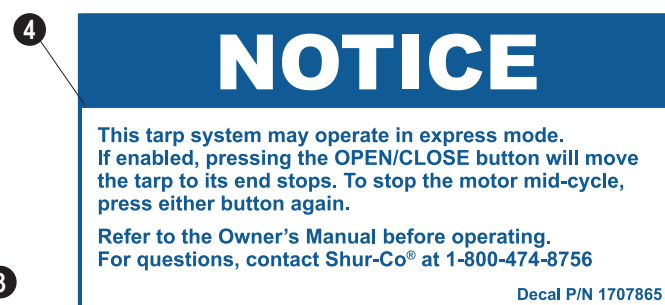 4
NOTICE
This tarp system may operate in express mode.
If enabled, pressing the OPEN/CLOSE button will move
the tarp to its end stops. To stop the motor mid-cycle,
press either button again.
Refer to the Owner's Manual before operating.
For questions, contact Shur-Co® at 1-800-474-8756
Decal P/N 1707865